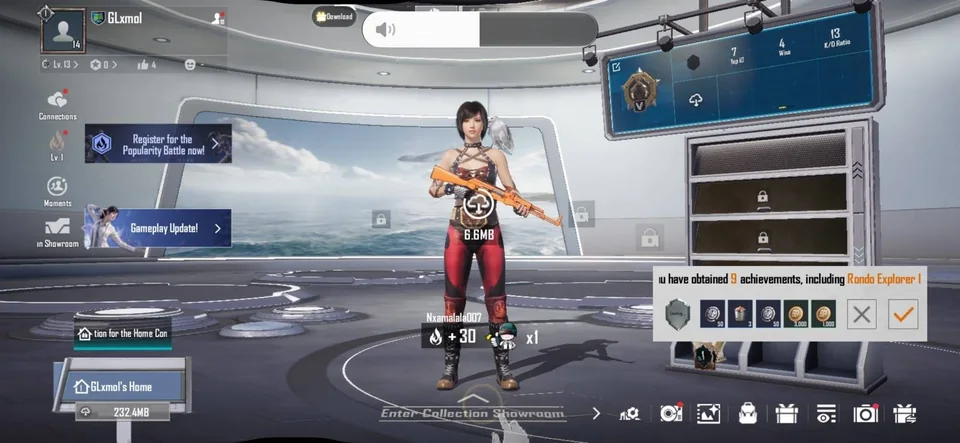 GLxmol
14
Lv.13
0
4
Download
7
Top 10
4
Wins
13
K/D Ratio
V
Connections
Lv.1
Register for the
Popularity Battle now!
Moments
Gameplay Update!
in Showroom
6.6MB
u have obtained 9 achievements, including Rondo Explorer I
50
3
50
3,000
1,000
Nxamalala007
+30
x1
tion for the Home Con
GLxmol's Home
232.4MB
Enter Collection Showroom